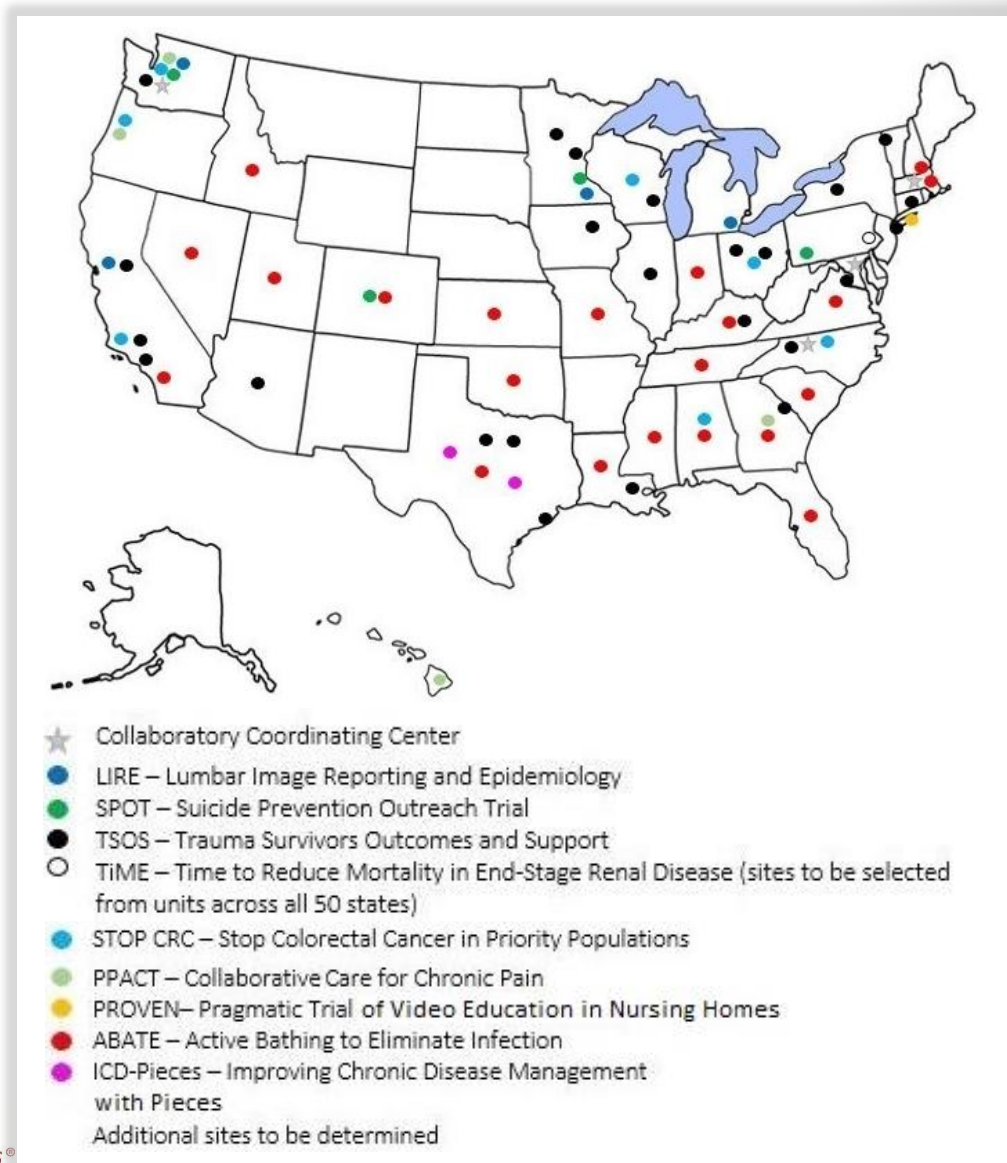 Collaboratory Coordinating Center
LIRE – Lumbar Image Reporting and Epidemiology
SPOT – Suicide Prevention Outreach Trial
TSOS – Trauma Survivors Outcomes and Support
TiME – Time to Reduce Mortality in End-Stage Renal Disease (sites to be selected
from units across all 50 states)
STOP CRC – Stop Colorectal Cancer in Priority Populations
PPACT – Collaborative Care for Chronic Pain
PROVEN– Pragmatic Trial of Video Education in Nursing Homes
ABATE – Active Bathing to Eliminate Infection
ICD-Pieces – Improving Chronic Disease Management
with Pieces
Additional sites to be determined